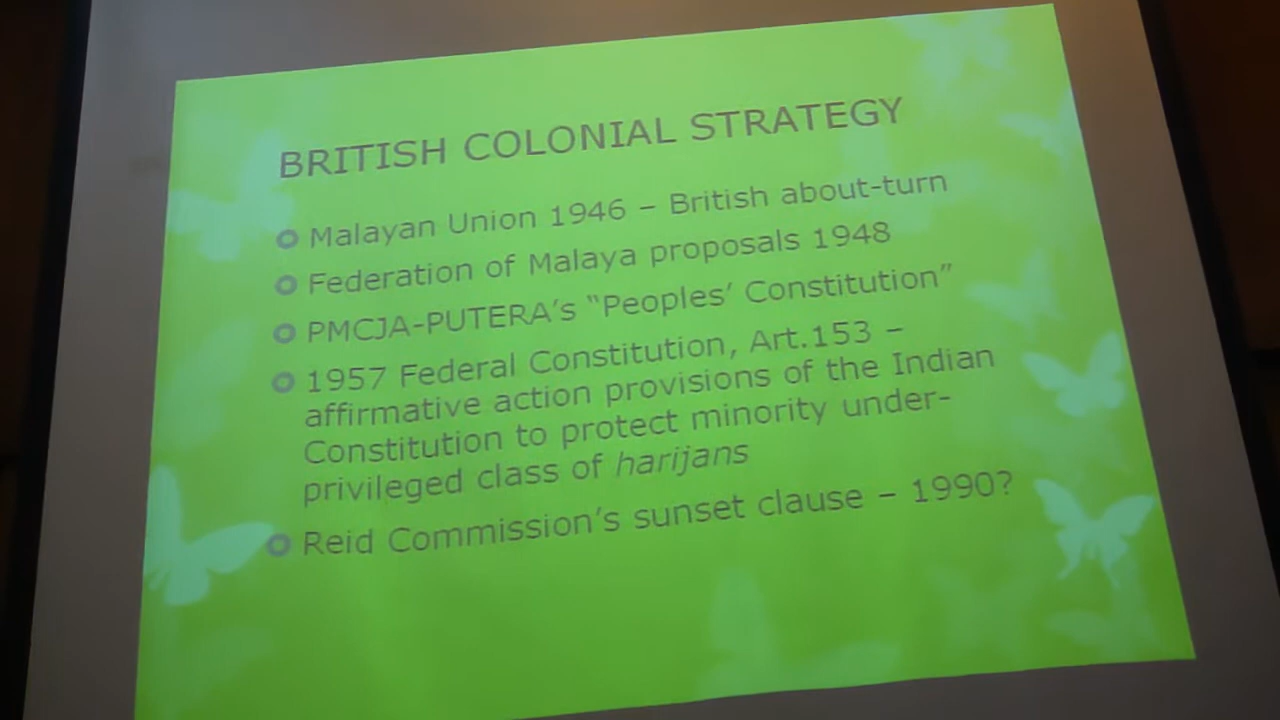 BRITISH COLONIAL STRATEGY
Malayan Union 1946 – British about-turn
Federation of Malaya proposals 1948
PMCJA-PUTERA’s “Peoples’ Constitution”
1957 Federal Constitution, Art.153 –
affirmative action provisions of the Indian
Constitution to protect minority under-
privileged class of harijans
Reid Commission’s sunset clause – 1990?